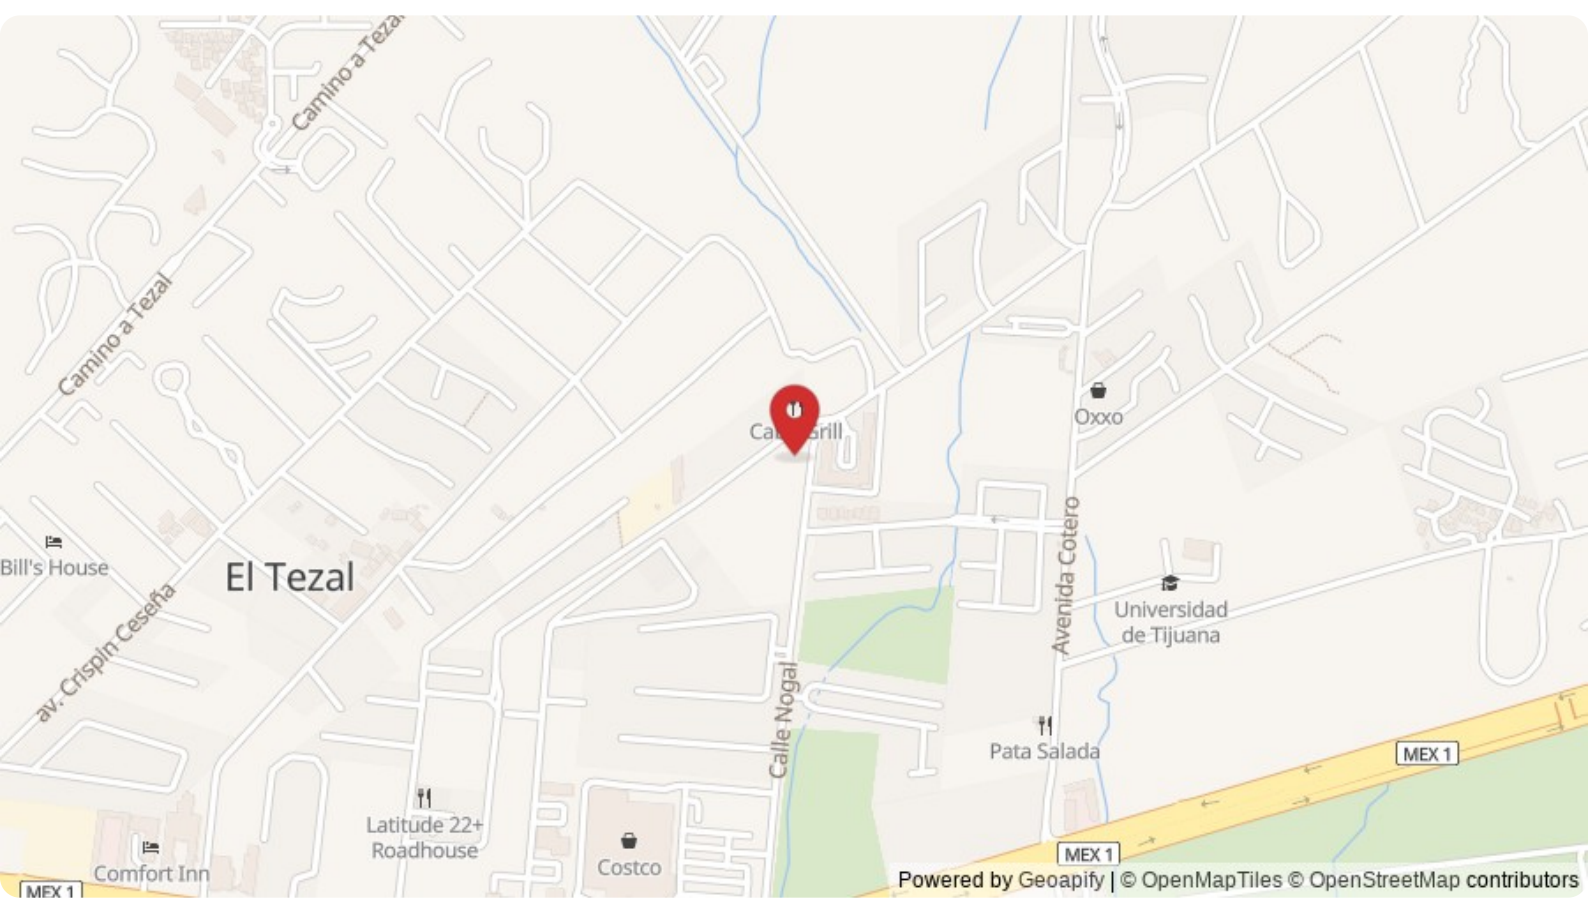 Camino a Tezal
Camino a Tezal
Grill
Oxxo
Bill's House
El Tezal
av. Crispin Ceseña
Avenida Cotero
Universidad
de Tijuana
Calle Nogal
Pata Salada
MEX 1
Latitude 22+
Roadhouse
Costco
Comfort Inn
MEX 1
MEX 1
Powered by Geoapify | © OpenMapTiles © OpenStreetMap contributors